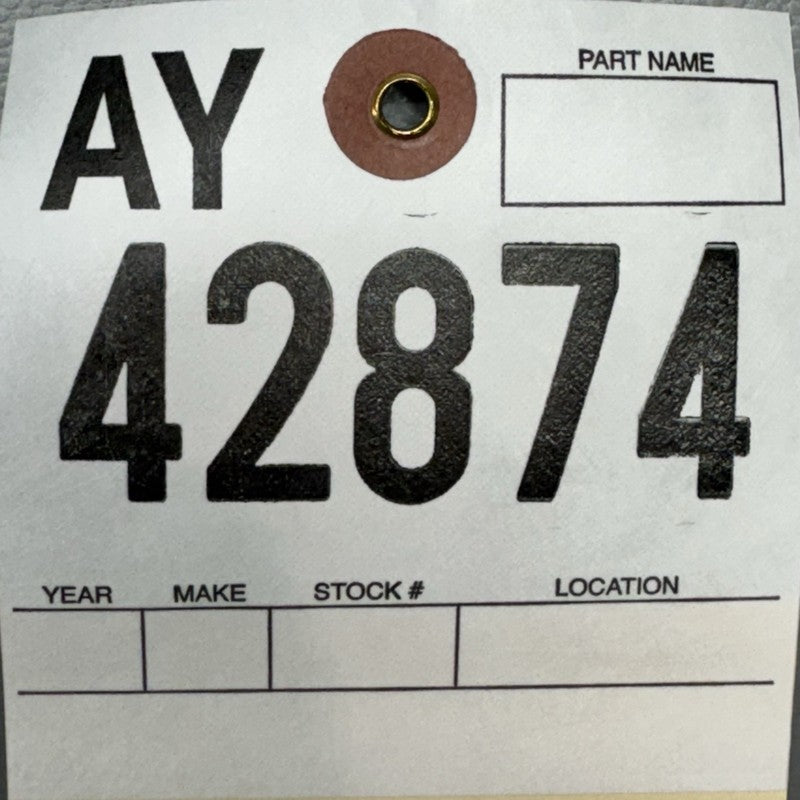 AY
PART NAME
42874
YEAR MAKE STOCK # LOCATION